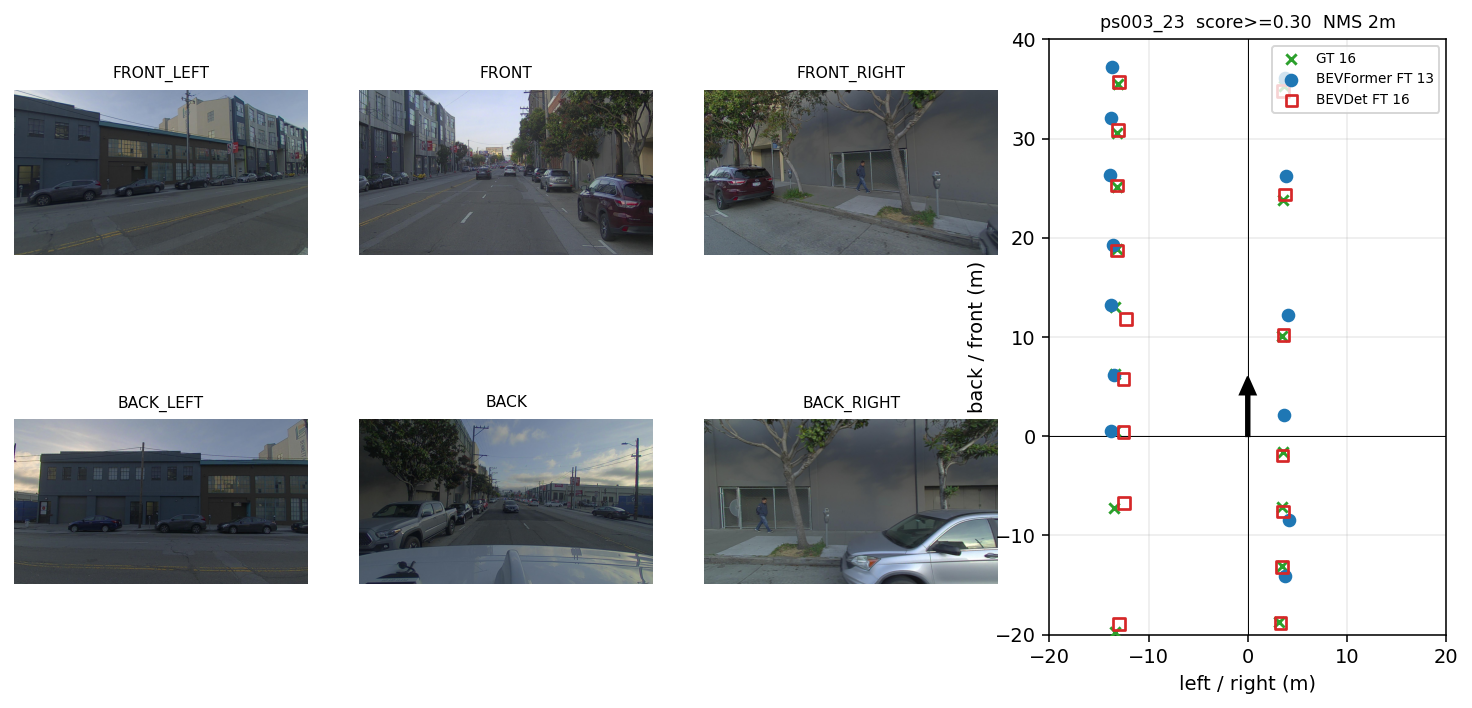 FRONT_LEFT
FRONT
FRONT_RIGHT
BACK_LEFT
BACK
BACK_RIGHT
ps003_23 score>=0.30 NMS 2m
GT 16
BEVFormer FT 13
BEVDet FT 16
back / front (m)
40
30
20
10
0
−10
−20
−20
−10
0
10
20
left / right (m)